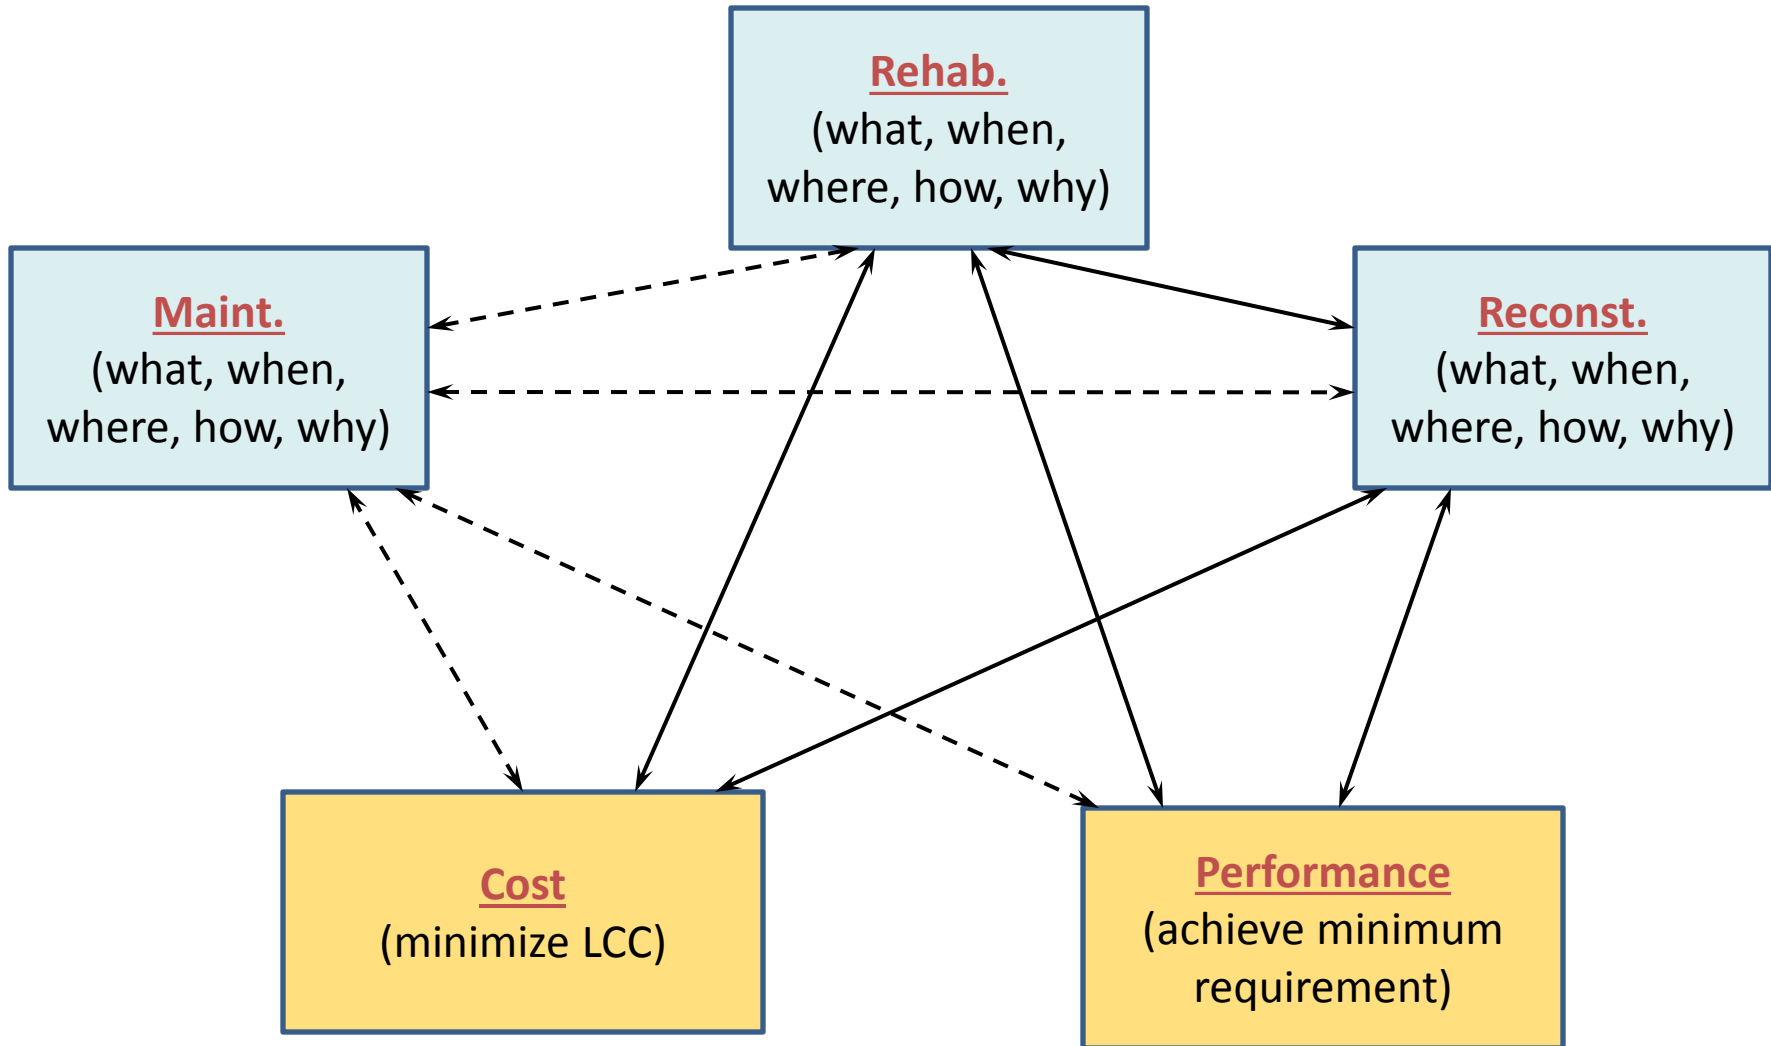 Rehab.
(what, when,
where, how, why)
Maint.
(what, when,
where, how, why)
Reconst.
(what, when,
where, how, why)
Cost
(minimize LCC)
Performance
(achieve minimum
requirement)